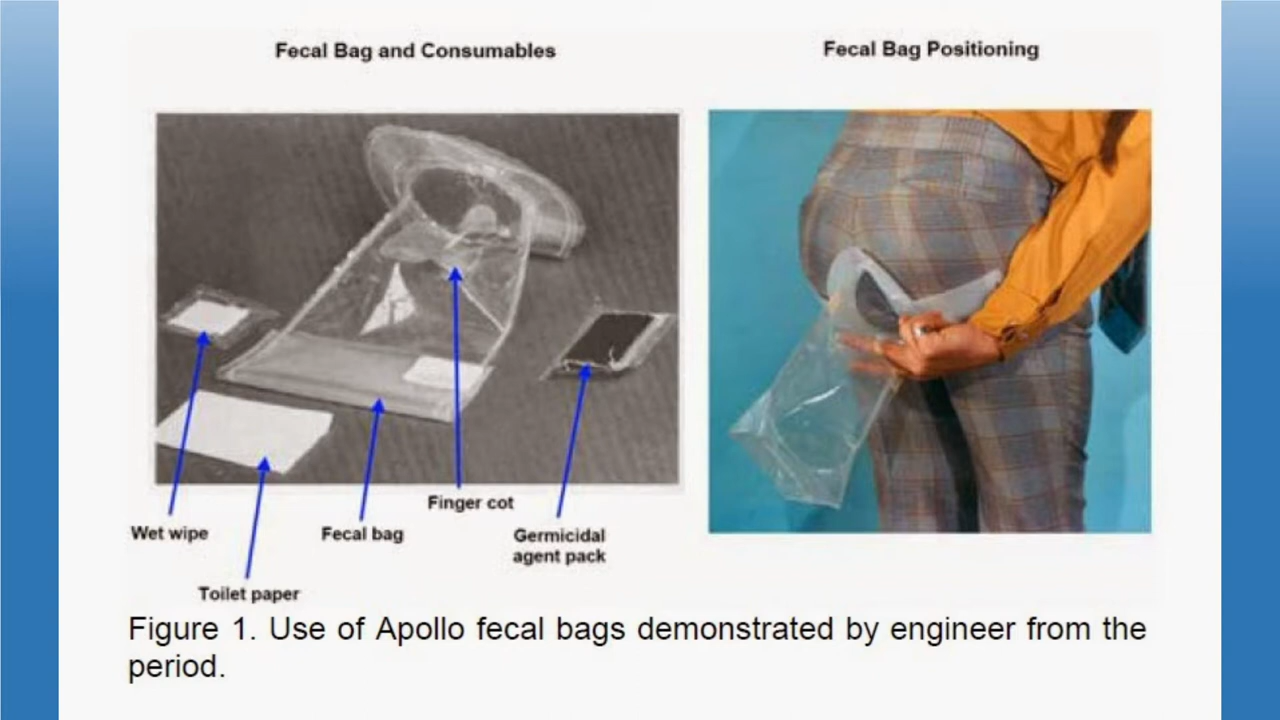 Fecal Bag and Consumables
Fecal Bag Positioning
Finger cot
Wet wipe
Fecal bag
Germicidal
agent pack
Toilet paper
Figure 1. Use of Apollo fecal bags demonstrated by engineer from the
period.